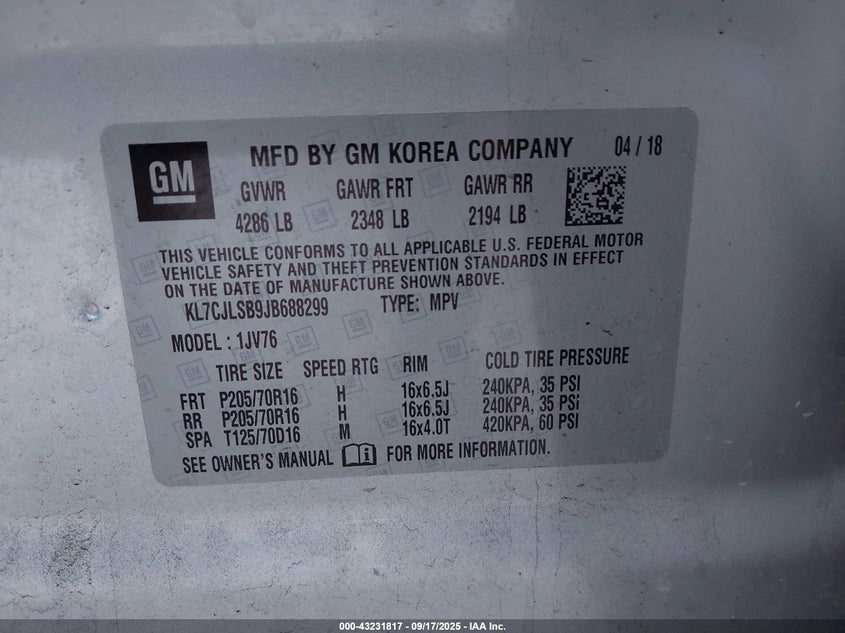 GM MFD BY GM KOREA COMPANY 04 / 18
GVWR GAWR FRT GAWR RR
4286 LB 2348 LB 2194 LB
THIS VEHICLE CONFORMS TO ALL APPLICABLE U.S. FEDERAL MOTOR
VEHICLE SAFETY AND THEFT PREVENTION STANDARDS IN EFFECT
ON THE DATE OF MANUFACTURE SHOWN ABOVE.
KL7CJLSB9JB688299 TYPE: MPV
MODEL : 1JV76
TIRE SIZE SPEED RTG RIM COLD TIRE PRESSURE
FRT P205/70R16 H 16x6.5J 240KPA, 35 PSI
RR P205/70R16 H 16x6.5J 240KPA, 35 PSI
SPA T125/70D16 M 16x4.0T 420KPA, 60 PSI
SEE OWNER'S MANUAL FOR MORE INFORMATION.
000-43231817 - 09/17/2025 - IAA Inc.